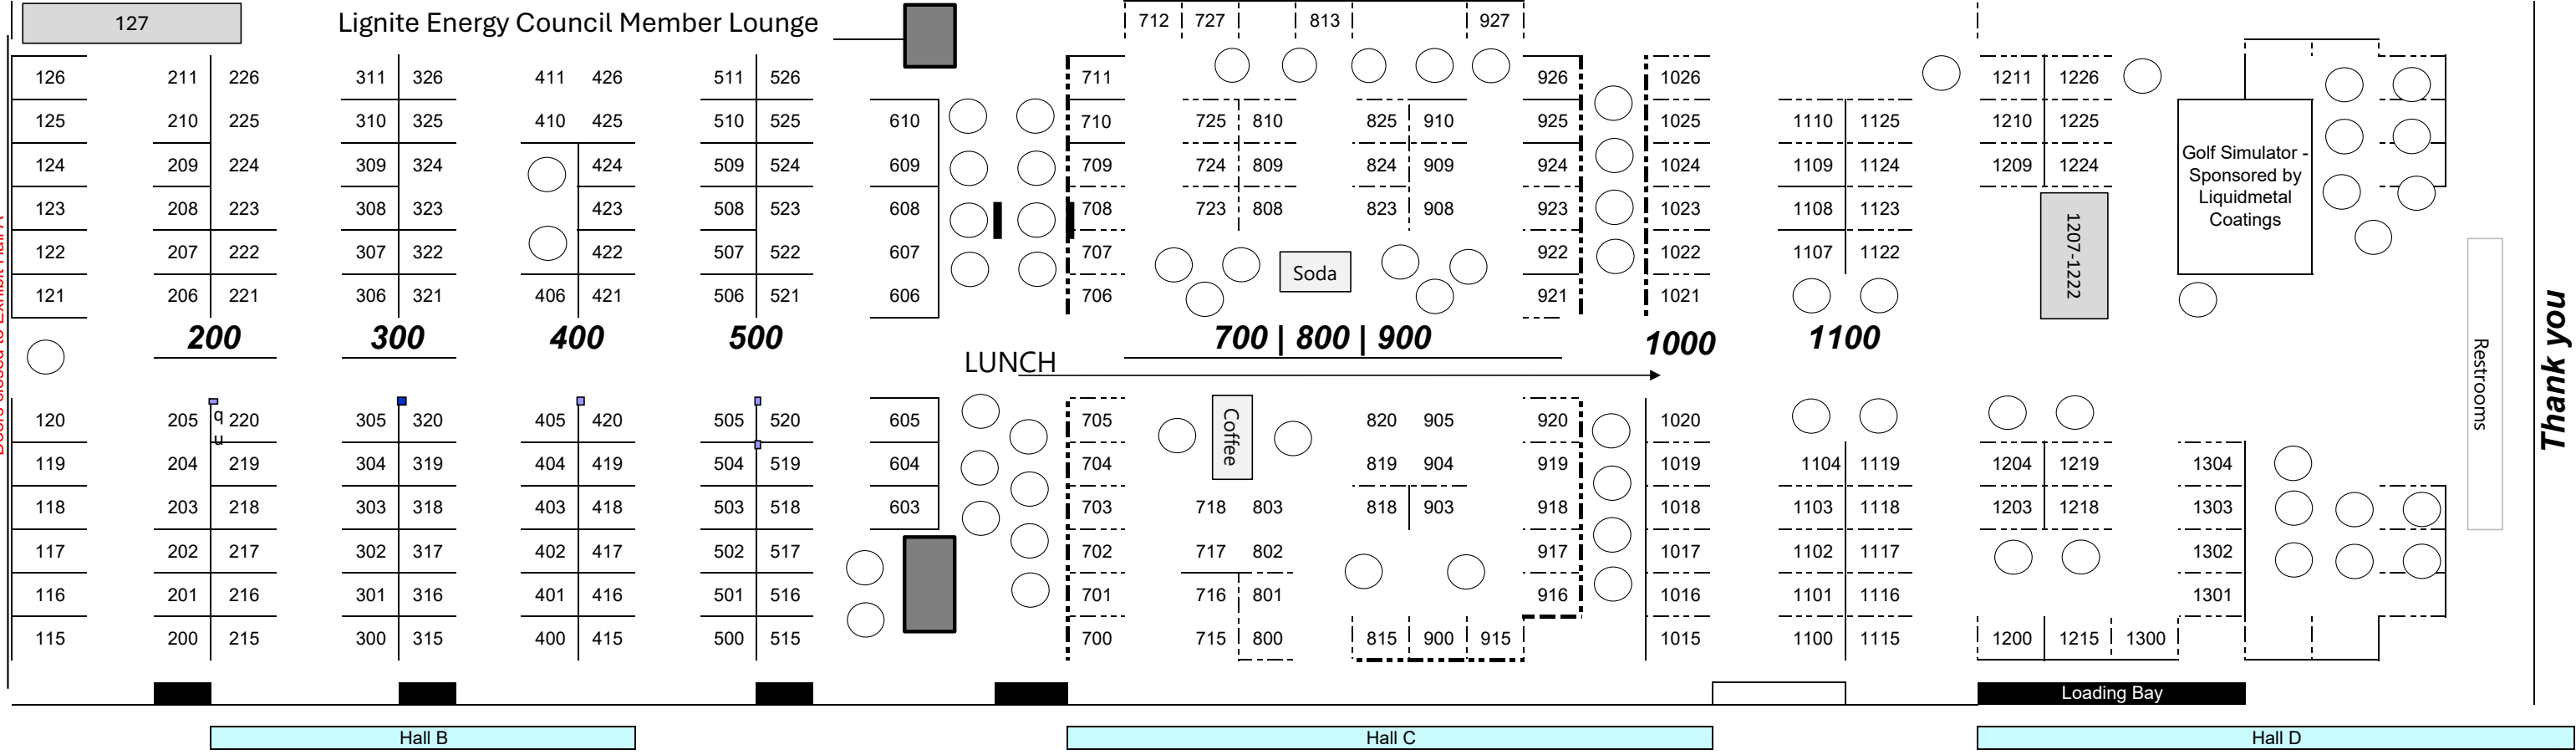 127 Lignite Energy Council Member Lounge 712 727 813 927
126 211 226 311 326 411 426 511 526 711 926 1026 1211 1226
125 210 225 310 325 410 425 510 525 610 710 725 810 825 910 925 1025 1110 1125 1210 1225
124 209 224 309 324 424 509 524 609 709 724 809 824 909 924 1024 1109 1124 1209 1224
Golf Simulator -
Sponsored by
Liquidmetal
Coatings
123 208 223 308 323 423 508 523 608 708 723 808 823 908 923 1023 1108 1123
122 207 222 307 322 422 507 522 607 707 922 1022 1107 1122
1207-1222
Soda
121 206 221 306 321 406 421 506 521 606 706 921 1021
200 300 400 500 700 | 800 | 900 1000 1100
LUNCH
Restrooms
Thank you
120 205 q 220 305 320 405 420 505 520 605 705 820 905 920 1020
u
Coffee
119 204 219 304 319 404 419 504 519 604 704 819 904 919 1019 1104 1119 1204 1219 1304
118 203 218 303 318 403 418 503 518 603 703 718 803 818 903 918 1018 1103 1118 1203 1218 1303
117 202 217 302 317 402 417 502 517 702 717 802 917 1017 1102 1117 1302
116 201 216 301 316 401 416 501 516 701 716 801 916 1016 1101 1116 1301
115 200 215 300 315 400 415 500 515 700 715 800 815 900 915 1015 1100 1115 1200 1215 1300
Loading Bay
Hall B Hall C Hall D